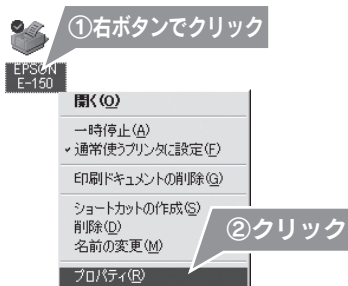 ①右ボタンでクリック
EPSON
E-150
開く(O)
一時停止(A)
✓通常使うプリンタに設定(F)
印刷ドキュメントの削除(G)
ショートカットの作成(S)
削除(D)
名前の変更(M)
②クリック
プロパティ(R)